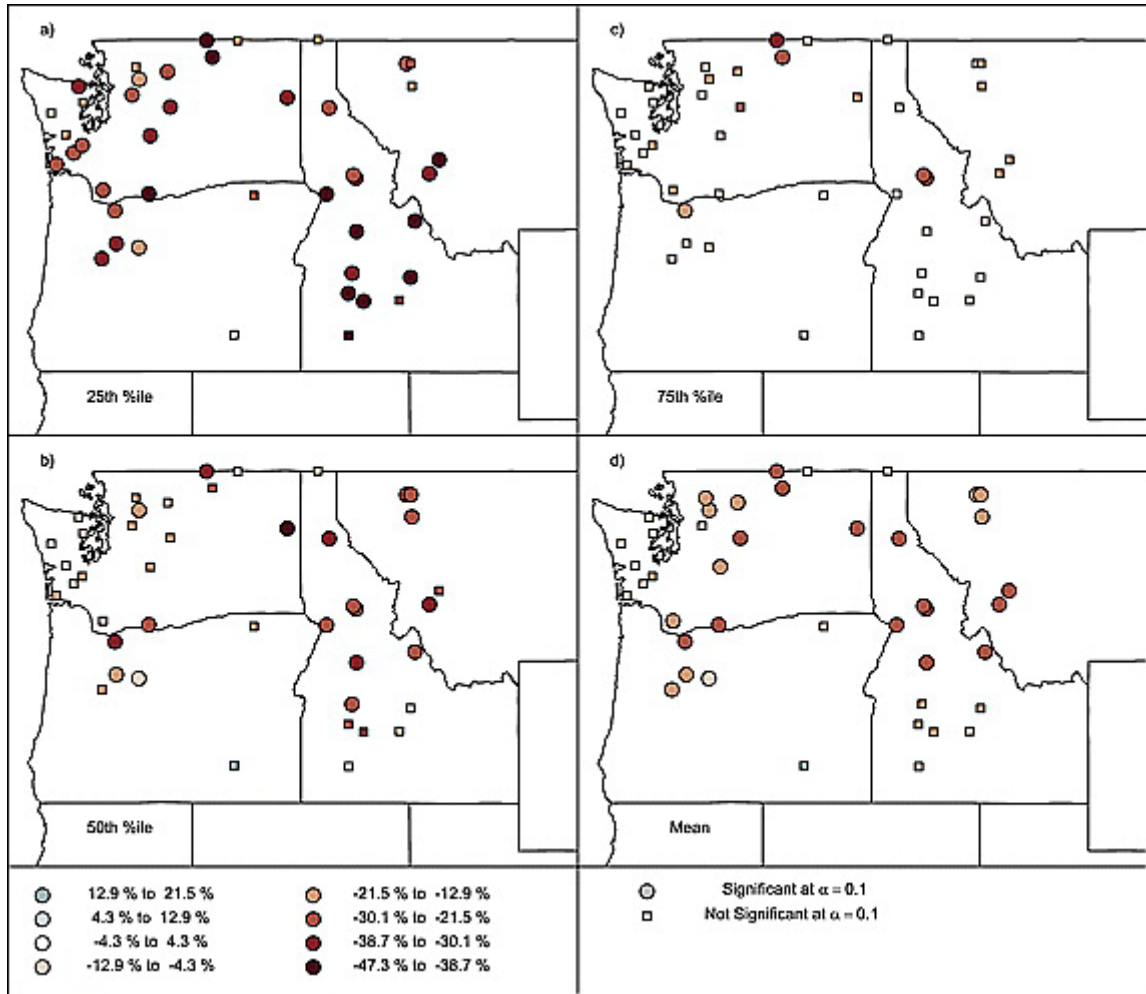 a)
c)
25th %ile
75th %ile
b)
d)
50th %ile
Mean
12.9 % to 21.5 %
4.3 % to 12.9 %
-4.3 % to 4.3 %
-12.9 % to -4.3 %
-21.5 % to -12.9 %
-30.1 % to -21.5 %
-38.7 % to -30.1 %
-47.3 % to -38.7 %
Significant at α = 0.1
Not Significant at α = 0.1